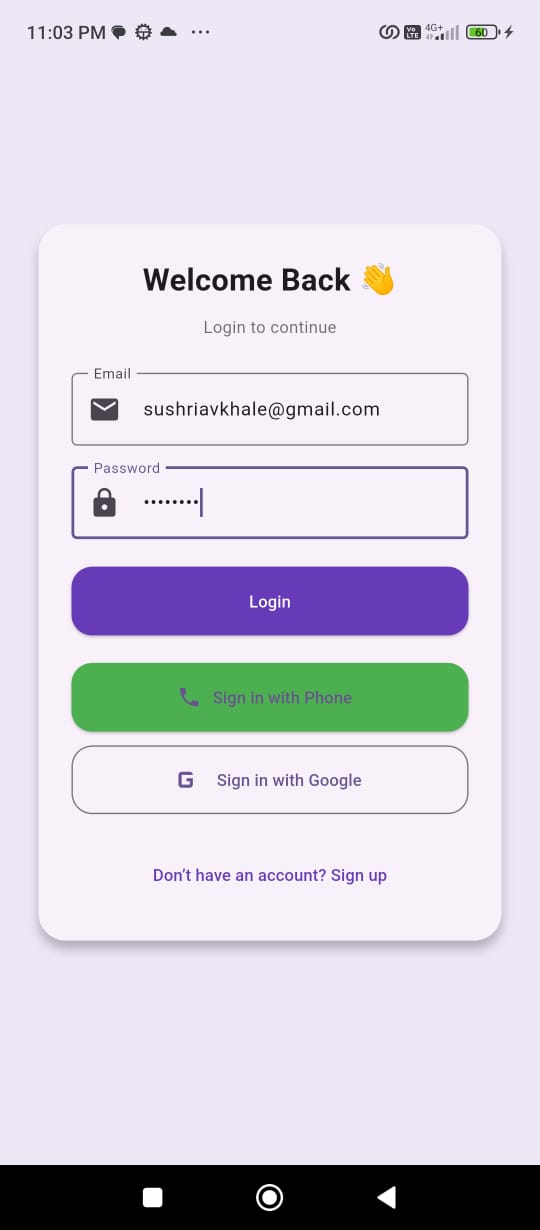 11:03 PM
Vo LTE 4G+ 60
Welcome Back 👋
Login to continue
Email
sushriavkhale@gmail.com
Password
••••••••
Login
Sign in with Phone
G Sign in with Google
Don't have an account? Sign up